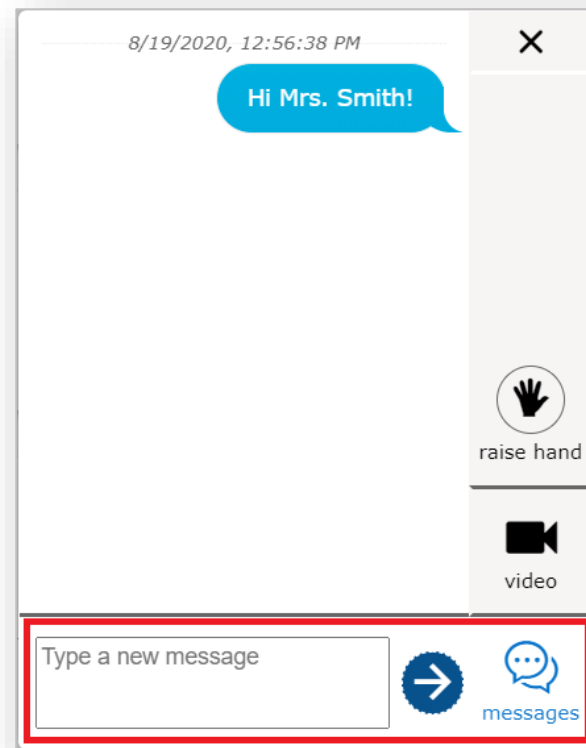 8/19/2020, 12:56:38 PM
Hi Mrs. Smith!
raise hand
video
Type a new message
messages